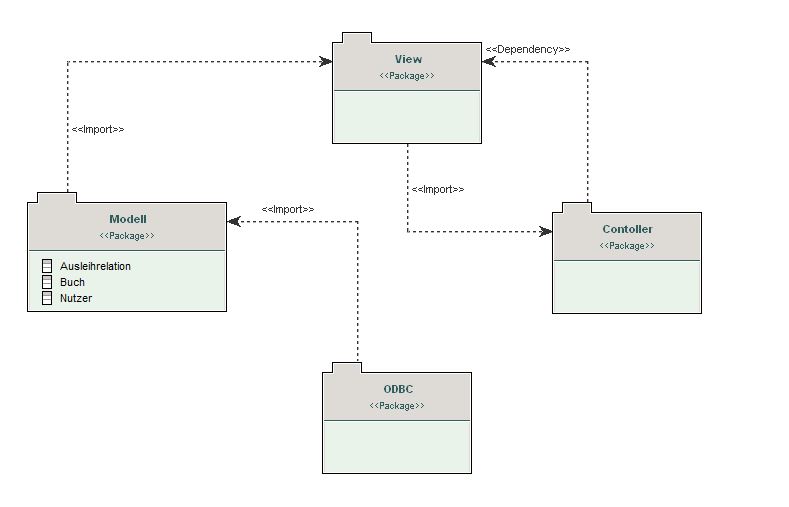 View
<<Package>>
<<Dependency>>
<<Import>>
<<Import>>
Modell
<<Package>>
Ausleihrelation
Buch
Nutzer
<<Import>>
Contoller
<<Package>>
ODBC
<<Package>>